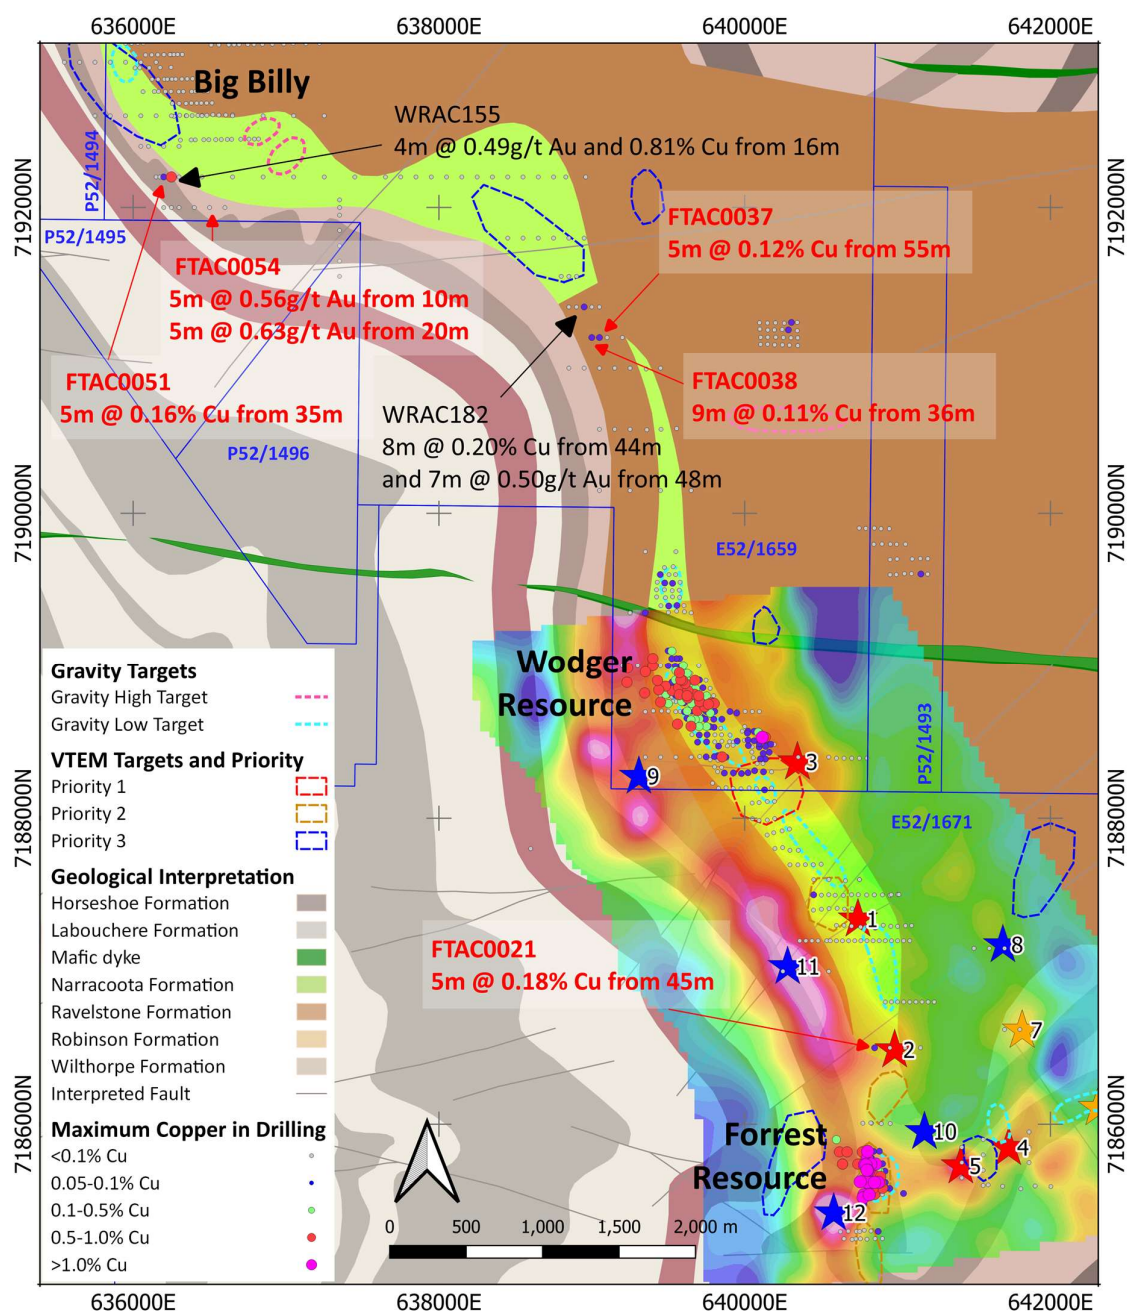 636000E 638000E 640000E 642000E
Big Billy
WRAC155
4m @ 0.49g/t Au and 0.81% Cu from 16m
P52/1494
7192000N
7192000N
FTAC0037
5m @ 0.12% Cu from 55m
P52/1495
FTAC0054
5m @ 0.56g/t Au from 10m
5m @ 0.63g/t Au from 20m
FTAC0051
5m @ 0.16% Cu from 35m
FTAC0038
9m @ 0.11% Cu from 36m
WRAC182
8m @ 0.20% Cu from 44m
and 7m @ 0.50g/t Au from 48m
P52/1496
7190000N
7190000N
E52/1659
Wodger
Resource
P52/1493
3
9
7188000N
7188000N
E52/1671
1
8
11
FTAC0021
5m @ 0.18% Cu from 45m
7
2
10
4
5
12
Forrest
Resource
7186000N
7186000N
Gravity Targets
Gravity High Target
Gravity Low Target
VTEM Targets and Priority
Priority 1
Priority 2
Priority 3
Geological Interpretation
Horseshoe Formation
Labouchere Formation
Mafic dyke
Narracoota Formation
Ravelstone Formation
Robinson Formation
Wilthorpe Formation
Interpreted Fault
Maximum Copper in Drilling
<0.1% Cu
0.05-0.1% Cu
0.1-0.5% Cu
0.5-1.0% Cu
>1.0% Cu
0 500 1,000 1,500 2,000 m
636000E 638000E 640000E 642000E